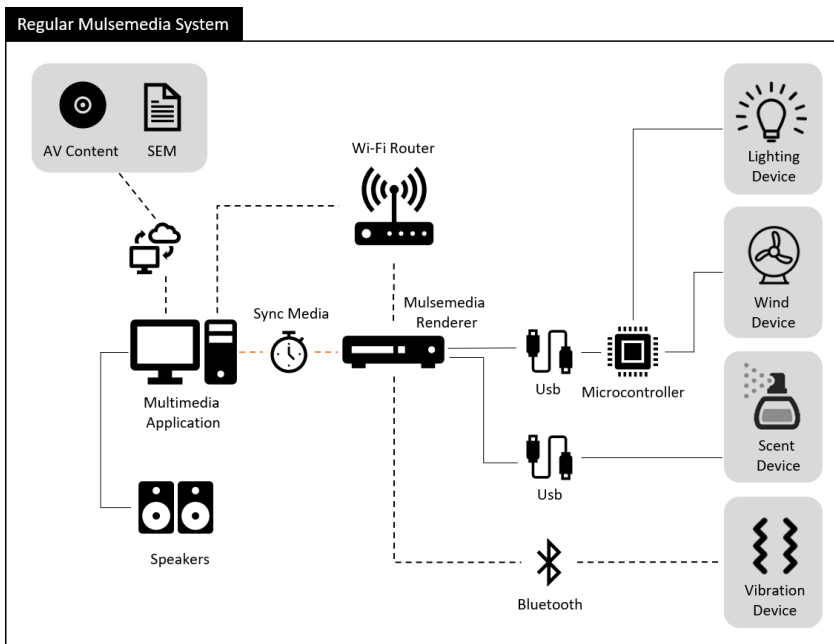 Regular Mulsemedia System
AV Content
SEM
Wi-Fi Router
Lighting
Device
Sync Media
Mulsemedia
Renderer
Wind
Device
Multimedia
Application
Usb
Microcontroller
Scent
Device
Usb
Speakers
Bluetooth
Vibration
Device